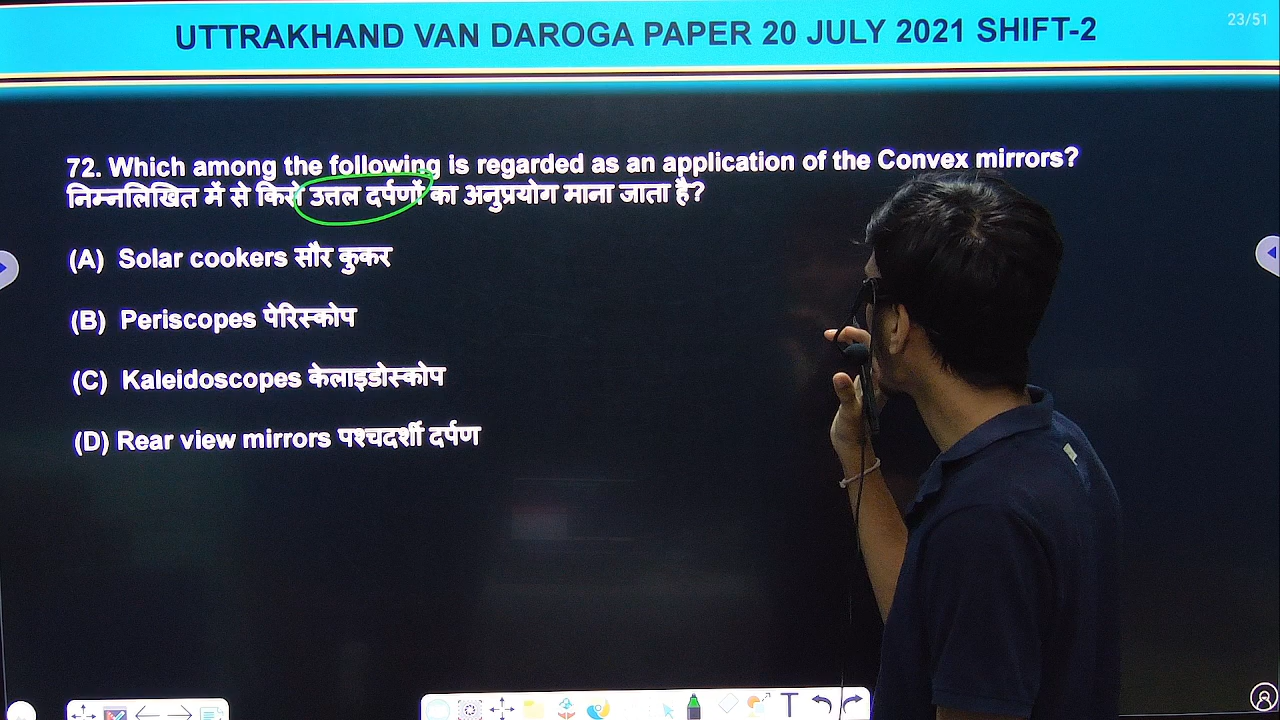 23/51
UTTRAKHAND VAN DAROGA PAPER 20 JULY 2021 SHIFT-2
72. Which among the following is regarded as an application of the Convex mirrors?
निम्नलिखित में से किसे उत्तल दर्पणों का अनुप्रयोग माना जाता है?
(A) Solar cookers सौर कुकर
(B) Periscopes पेरिस्कोप
(C) Kaleidoscopes केलाइडोस्कोप
(D) Rear view mirrors पश्चदर्शी दर्पण
T